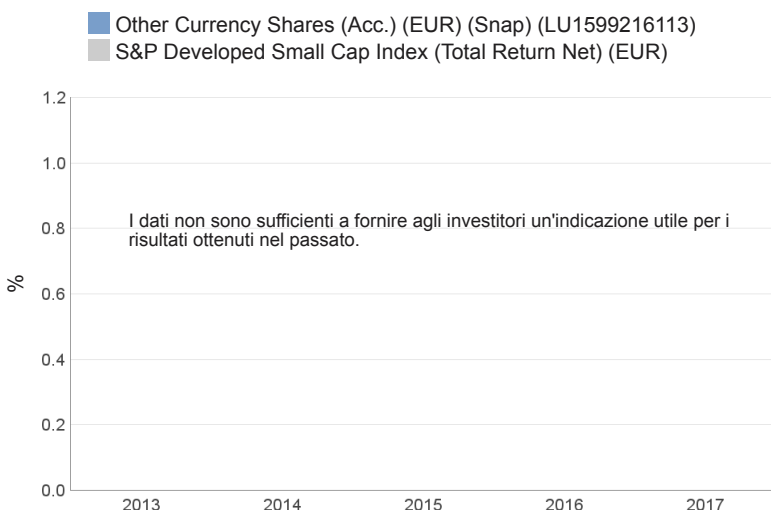 Other Currency Shares (Acc.) (EUR) (Snap) (LU1599216113)
S&P Developed Small Cap Index (Total Return Net) (EUR)
1.2
1.0
I dati non sono sufficienti a fornire agli investitori un'indicazione utile per i
0.8
risultati ottenuti nel passato.
%
0.6
0.4
0.2
0.0
2013 2014 2015 2016 2017